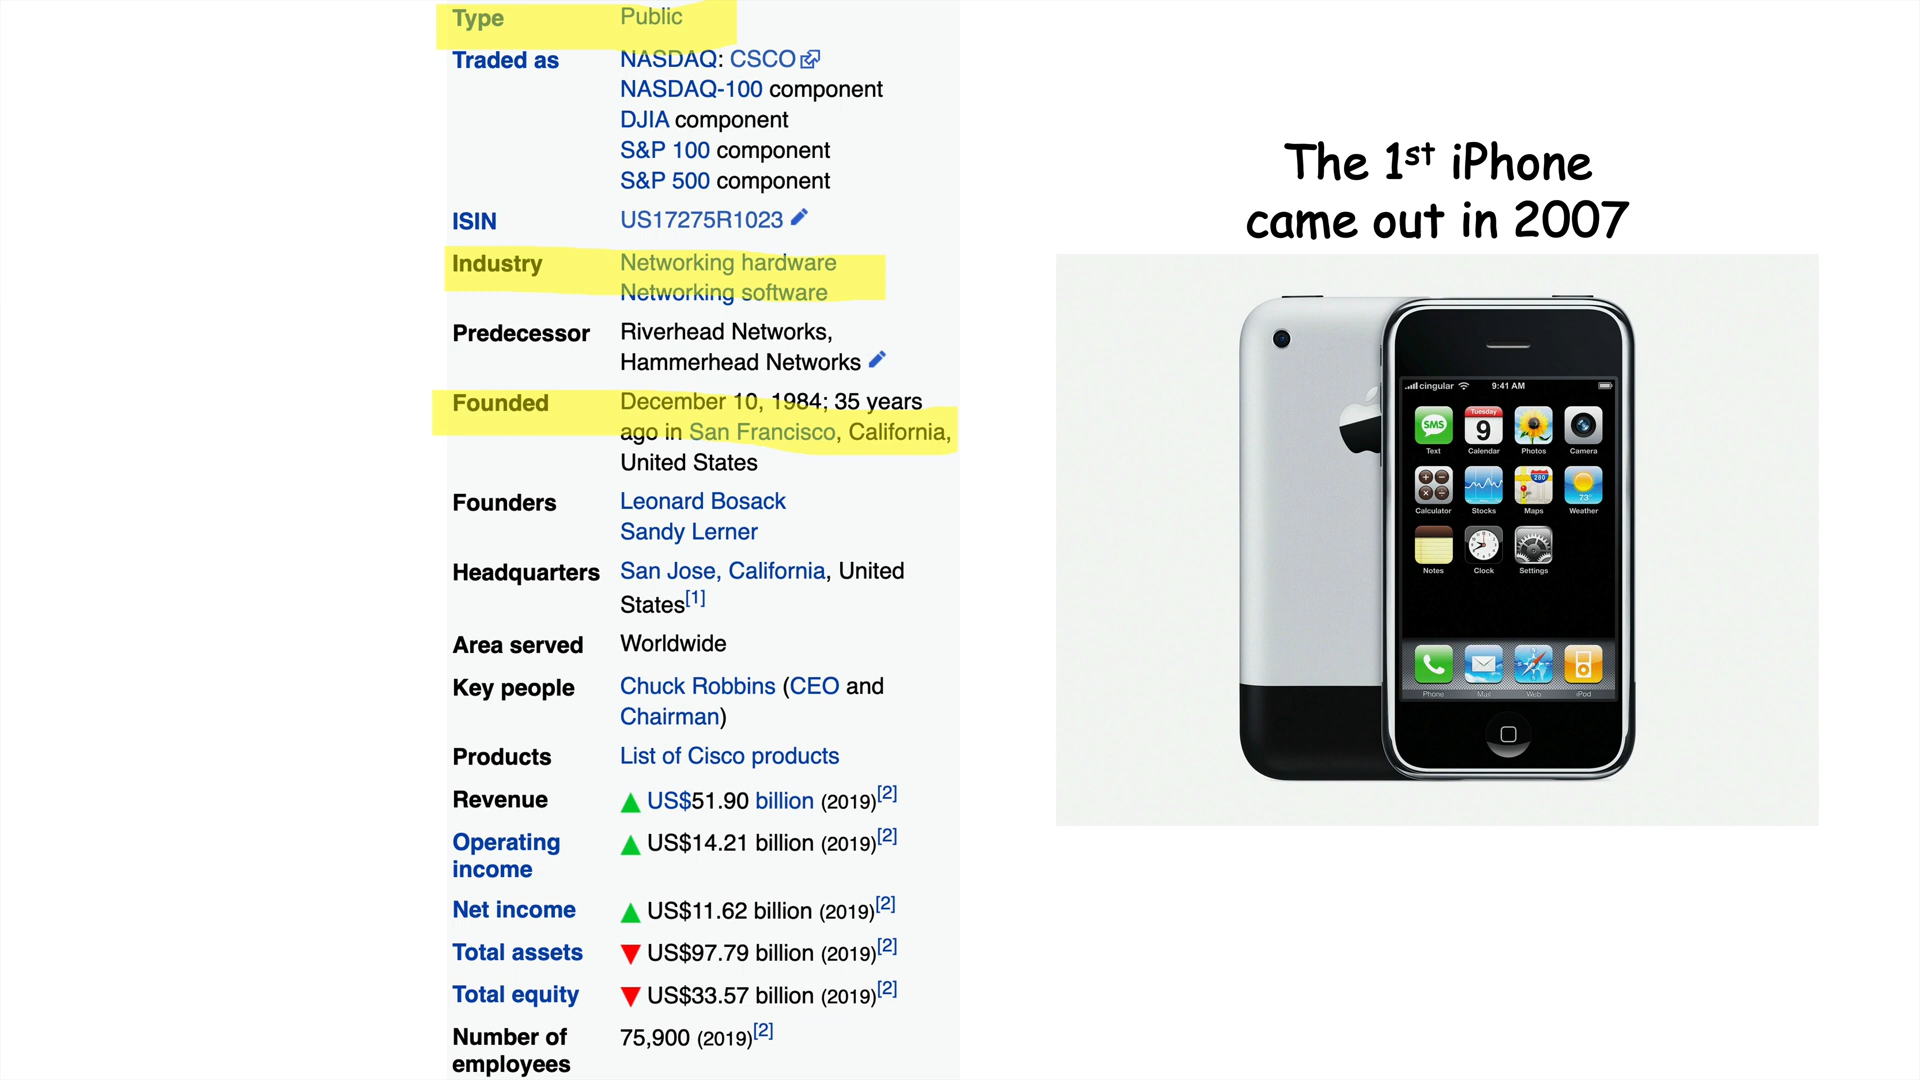 Type Public
Traded as NASDAQ: CSCO
NASDAQ-100 component
DJIA component
S&P 100 component
S&P 500 component
ISIN US17275R1023
Industry Networking hardware
Networking software
Predecessor Riverhead Networks,
Hammerhead Networks
Founded December 10, 1984; 35 years
ago in San Francisco, California,
United States
Founders Leonard Bosack
Sandy Lerner
Headquarters San Jose, California, United
States[1]
Area served Worldwide
Key people Chuck Robbins (CEO and
Chairman)
Products List of Cisco products
Revenue ▲ US$51.90 billion (2019)[2]
Operating
income ▲ US$14.21 billion (2019)[2]
Net income ▲ US$11.62 billion (2019)[2]
Total assets ▼ US$97.79 billion (2019)[2]
Total equity ▼ US$33.57 billion (2019)[2]
Number of
employees 75,900 (2019)[2]
The 1st iPhone
came out in 2007
cingular 9:41 AM
SMS Tuesday 9 280 73°
Text Calendar Photos Camera
Calculator Stocks Maps Weather
Notes Clock Settings
Phone Mail Web iPod